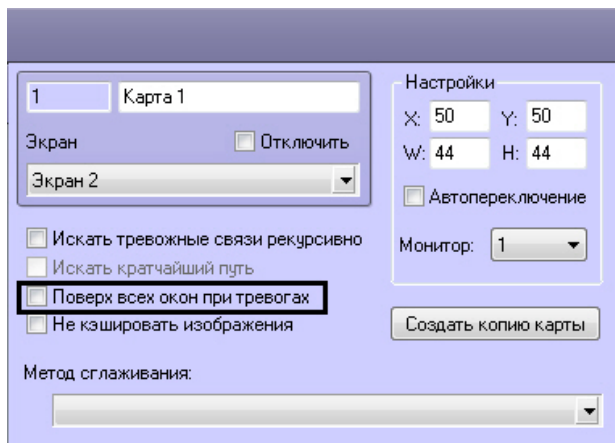 1
Карта 1
Экран
Отключить
Экран 2
Искать тревожные связи рекурсивно
Искать кратчайший путь
Поверх всех окон при тревогах
Не кэшировать изображения
Метод сглаживания:
Настройки
X: 50 Y: 50
W: 44 H: 44
Автопереключение
Монитор: 1
Создать копию карты